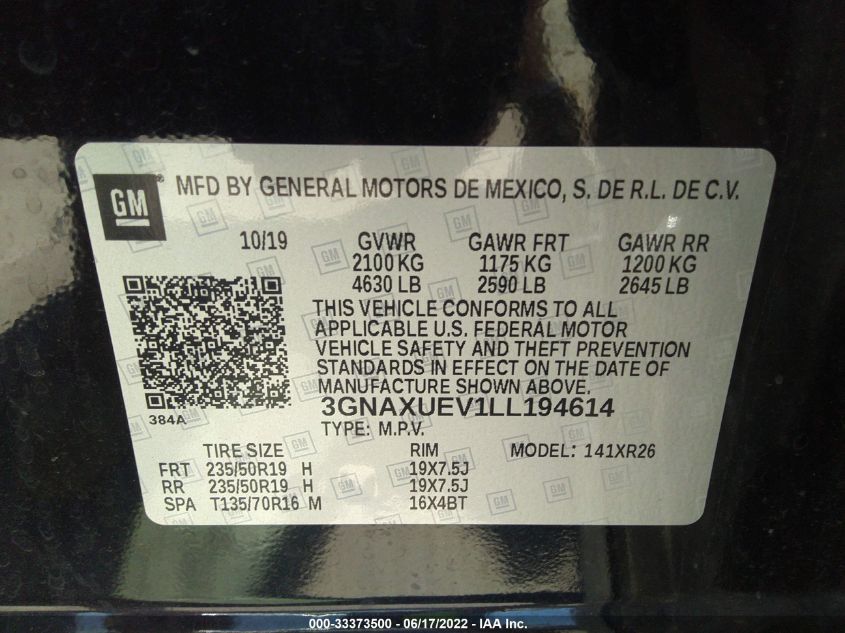 GM MFD BY GENERAL MOTORS DE MEXICO, S. DE R.L. DE C.V.
10/19 GVWR GAWR FRT GAWR RR
2100 KG 1175 KG 1200 KG
4630 LB 2590 LB 2645 LB
THIS VEHICLE CONFORMS TO ALL
APPLICABLE U.S. FEDERAL MOTOR
VEHICLE SAFETY AND THEFT PREVENTION
STANDARDS IN EFFECT ON THE DATE OF
MANUFACTURE SHOWN ABOVE.
384A 3GNAXUEV1LL194614
TYPE: M.P.V.
TIRE SIZE RIM MODEL: 141XR26
FRT 235/50R19 H 19X7.5J
RR 235/50R19 H 19X7.5J
SPA T135/70R16 M 16X4BT
000-33373500 - 06/17/2022 - IAA Inc.